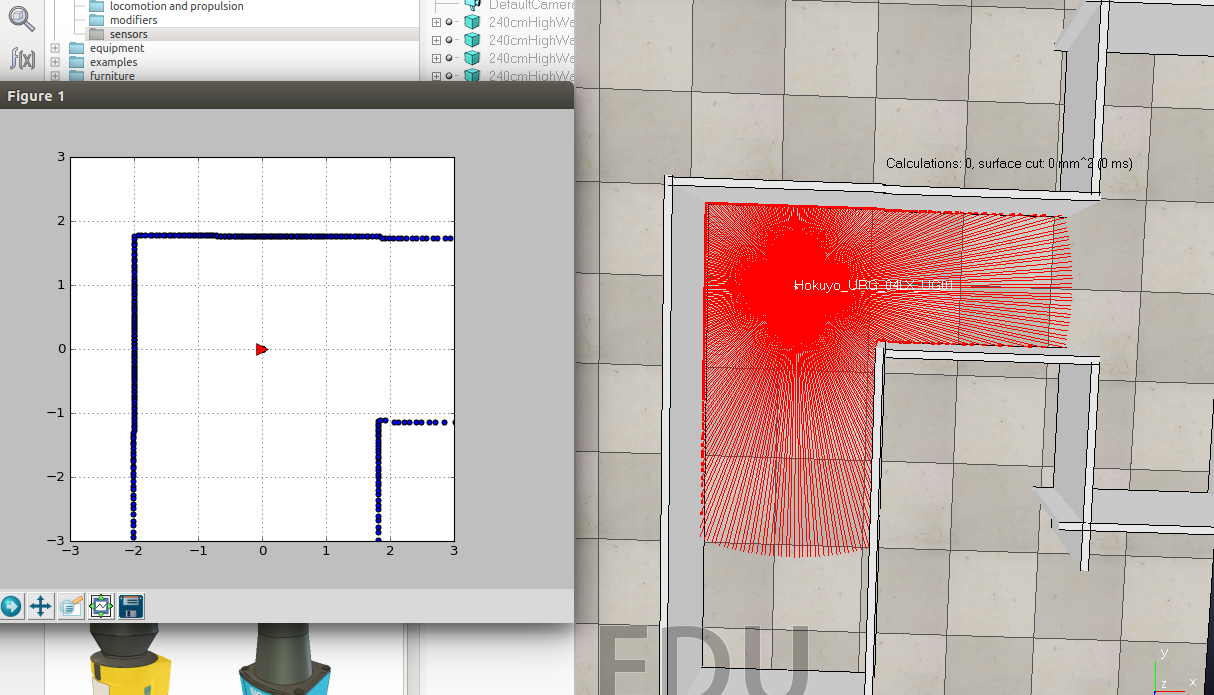 locomotion and propulsion
modifiers
sensors
equipment
examples
furniture
f(x)
DefaultCamera
240cmHighWa
240cmHighWa
240cmHighWa
240cmHighWa
Figure 1
3
2
1
0
−1
−2
−3
−3 −2 −1 0 1 2 3
Calculations: 0, surface cut: 0 mm^2 (0 ms)
EDU
y
z x